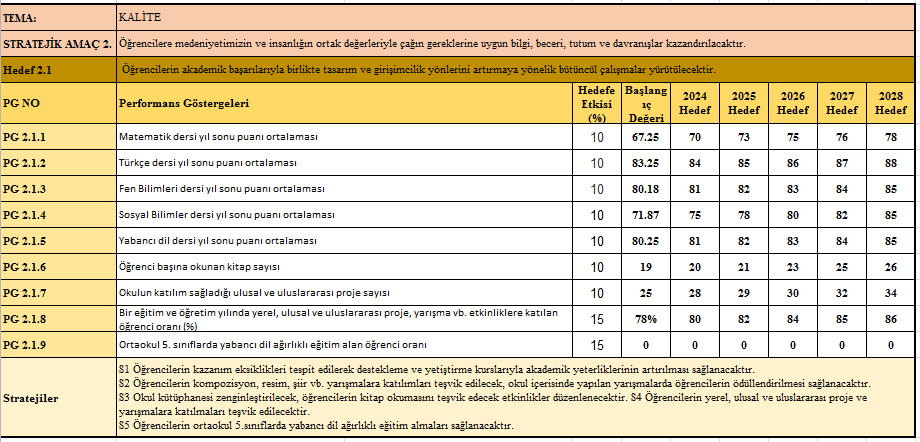 TEMA: KALİTE
STRATEJİK AMAÇ 2. Öğrencilere medeniyetimizin ve insanlığın ortak değerleriyle çağın gereklerine uygun bilgi, beceri, tutum ve davranışlar kazandırılacaktır.
Hedef 2.1 Öğrencilerin akademik başarılarıyla birlikte tasarım ve girişimcilik yönlerini artırmaya yönelik bütüncül çalışmalar yürütülecektir.
PG NO Performans Göstergeleri Hedefe Etkisi (%) Başlangıç Değeri 2024 Hedef 2025 Hedef 2026 Hedef 2027 Hedef 2028 Hedef
PG 2.1.1 Matematik dersi yıl sonu puanı ortalaması 10 67.25 70 73 75 76 78
PG 2.1.2 Türkçe dersi yıl sonu puanı ortalaması 10 83.25 84 85 86 87 88
PG 2.1.3 Fen Bilimleri dersi yıl sonu puanı ortalaması 10 80.18 81 82 83 84 85
PG 2.1.4 Sosyal Bilimler dersi yıl sonu puanı ortalaması 10 71.87 75 78 80 82 85
PG 2.1.5 Yabancı dil dersi yıl sonu puanı ortalaması 10 80.25 81 82 83 84 85
PG 2.1.6 Öğrenci başına okunan kitap sayısı 10 19 20 21 23 25 26
PG 2.1.7 Okulun katılım sağladığı ulusal ve uluslararası proje sayısı 10 25 28 29 30 32 34
PG 2.1.8 Bir eğitim ve öğretim yılında yerel, ulusal ve uluslararası proje, yarışma vb. etkinliklere katılan
öğrenci oranı (%) 15 78% 80 82 84 85 86
PG 2.1.9 Ortaokul 5. sınıflarda yabancı dil ağırlıklı eğitim alan öğrenci oranı 15 0 0 0 0 0 0
Stratejiler
S1 Öğrencilerin kazanım eksiklikleri tespit edilerek destekleme ve yetiştirme kurslarıyla akademik yeterliklerinin artırılması sağlanacaktır.
S2 Öğrencilerin kompozisyon, resim, şiir vb. yarışmalara katılımları teşvik edilecek, okul içerisinde yapılan yarışmalarda öğrencilerin ödüllendirilmesi sağlanacaktır.
S3 Okul kütüphanesi zenginleştirilecek, öğrencilerin kitap okumasını teşvik edecek etkinlikler düzenlenecektir. S4 Öğrencilerin yerel, ulusal ve uluslararası proje ve
yarışmalara katılmaları teşvik edilecektir.
S5 Öğrencilerin ortaokul 5.sınıflarda yabancı dil ağırlıklı eğitim almaları sağlanacaktır.